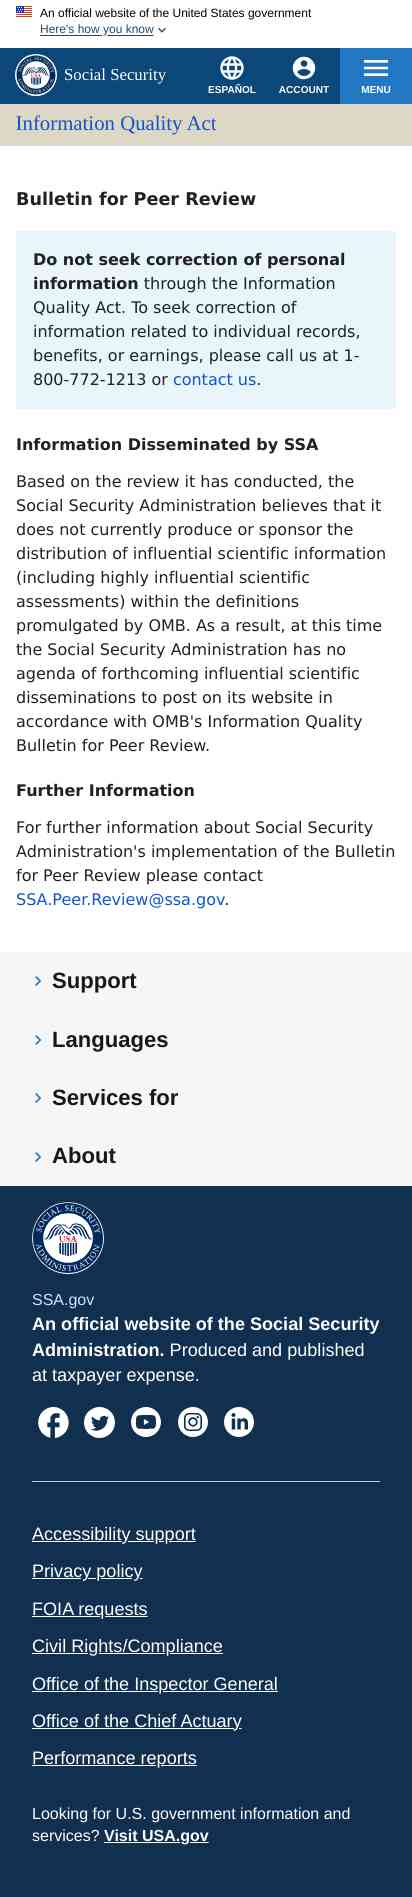 An official website of the United States government
Here's how you know
Social Security
ESPAÑOL
ACCOUNT
MENU
Information Quality Act
Bulletin for Peer Review
Do not seek correction of personal
information through the Information
Quality Act. To seek correction of
information related to individual records,
benefits, or earnings, please call us at 1-
800-772-1213 or contact us.
Information Disseminated by SSA
Based on the review it has conducted, the
Social Security Administration believes that it
does not currently produce or sponsor the
distribution of influential scientific information
(including highly influential scientific
assessments) within the definitions
promulgated by OMB. As a result, at this time
the Social Security Administration has no
agenda of forthcoming influential scientific
disseminations to post on its website in
accordance with OMB's Information Quality
Bulletin for Peer Review.
Further Information
For further information about Social Security
Administration's implementation of the Bulletin
for Peer Review please contact
SSA.Peer.Review@ssa.gov.
Support
Languages
Services for
About
SOCIAL SECURITY
USA
ADMINISTRATION
SSA.gov
An official website of the Social Security
Administration. Produced and published
at taxpayer expense.
Accessibility support
Privacy policy
FOIA requests
Civil Rights/Compliance
Office of the Inspector General
Office of the Chief Actuary
Performance reports
Looking for U.S. government information and
services? Visit USA.gov